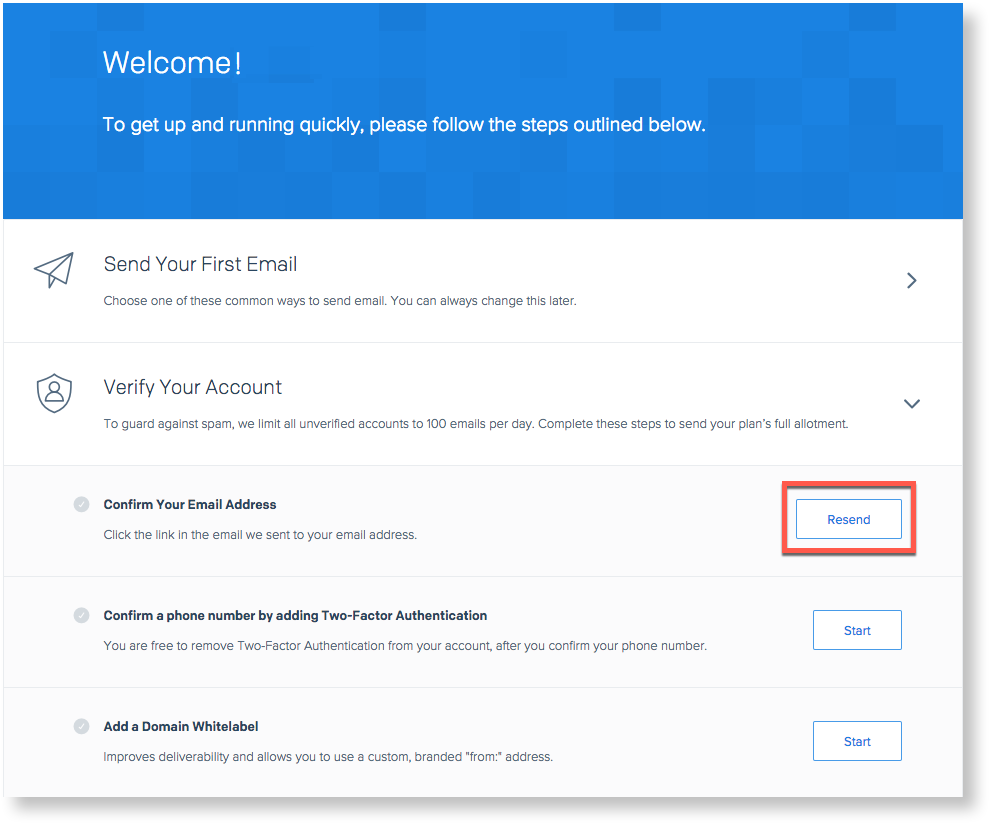 Welcome!
To get up and running quickly, please follow the steps outlined below.
Send Your First Email
Choose one of these common ways to send email. You can always change this later.
Verify Your Account
To guard against spam, we limit all unverified accounts to 100 emails per day. Complete these steps to send your plan's full allotment.
Confirm Your Email Address
Click the link in the email we sent to your email address.
Resend
Confirm a phone number by adding Two-Factor Authentication
You are free to remove Two-Factor Authentication from your account, after you confirm your phone number.
Start
Add a Domain Whitelabel
Improves deliverability and allows you to use a custom, branded "from:" address.
Start